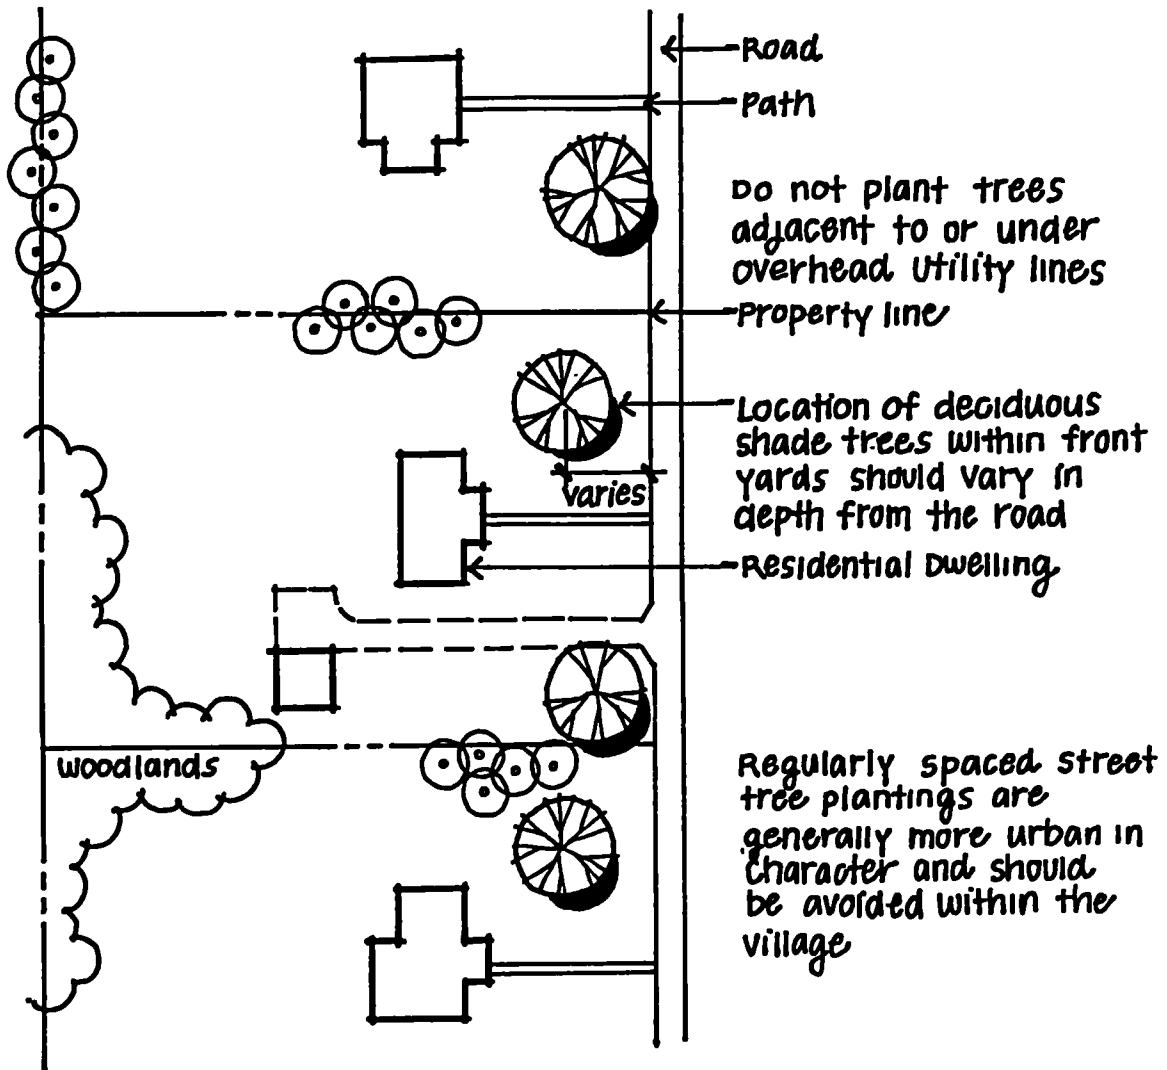 Road
Path
Do not plant trees
adjacent to or under
overhead utility lines
Property line
Location of deciduous
shade trees within front
yards should vary in
depth from the road
varies
Residential Dwelling
woodlands
Regularly spaced street
tree plantings are
generally more urban in
character and should
be avoided within the
village